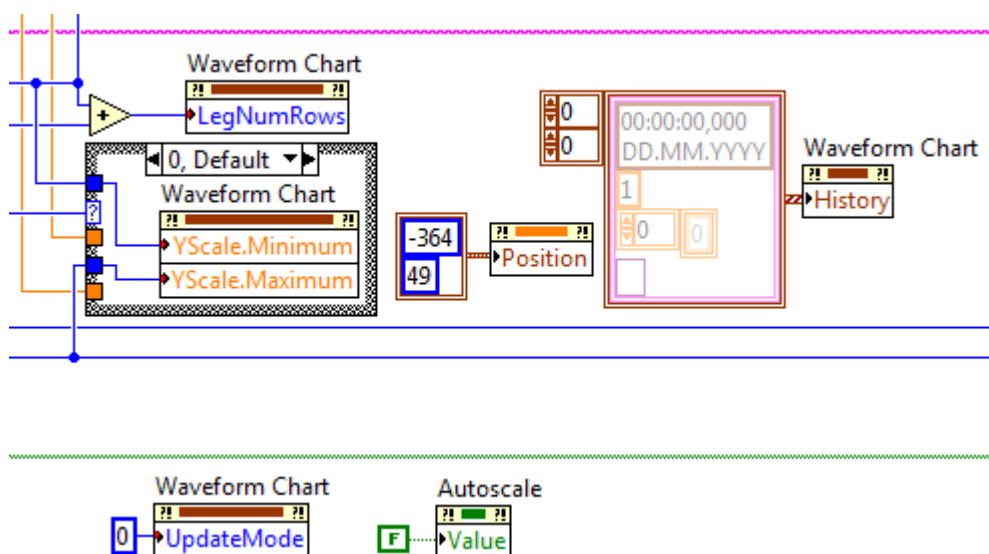 Waveform Chart
LegNumRows
+
0, Default
Waveform Chart
?
YScale.Minimum
YScale.Maximum
-364
49
Position
0
0
00:00:00,000
DD.MM.YYYY
1
0
0
Waveform Chart
History
Waveform Chart
0
UpdateMode
Autoscale
F
Value